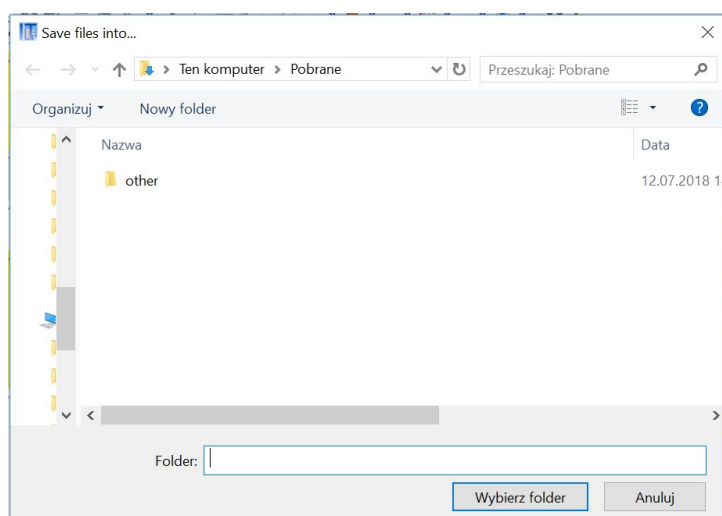 Save files into...
Ten komputer > Pobrane
Przeszukaj: Pobrane
Organizuj
Nowy folder
Nazwa
Data
other
12.07.2018 1
Folder:
Wybierz folder
Anuluj